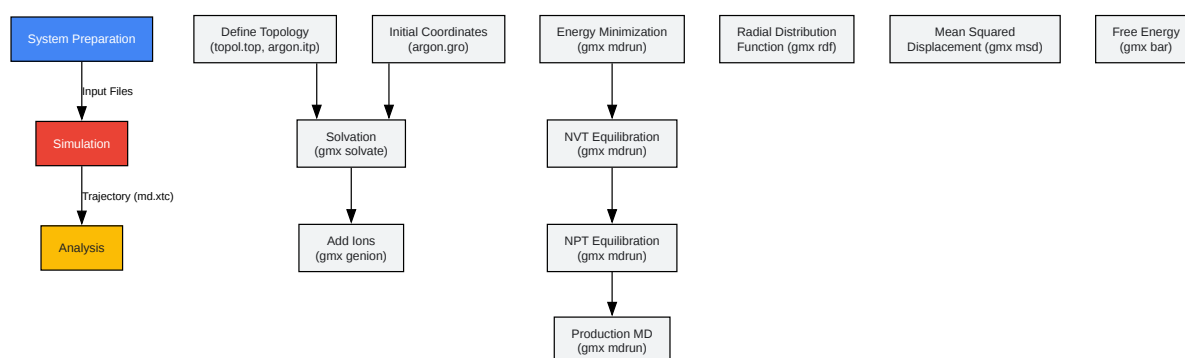 System Preparation
Define Topology
(topol.top, argon.itp)
Initial Coordinates
(argon.gro)
Energy Minimization
(gmx mdrun)
Radial Distribution
Function (gmx rdf)
Mean Squared
Displacement (gmx msd)
Free Energy
(gmx bar)
Input Files
Simulation
Solvation
(gmx solvate)
NVT Equilibration
(gmx mdrun)
Trajectory (md.xtc)
Analysis
Add Ions
(gmx genion)
NPT Equilibration
(gmx mdrun)
Production MD
(gmx mdrun)